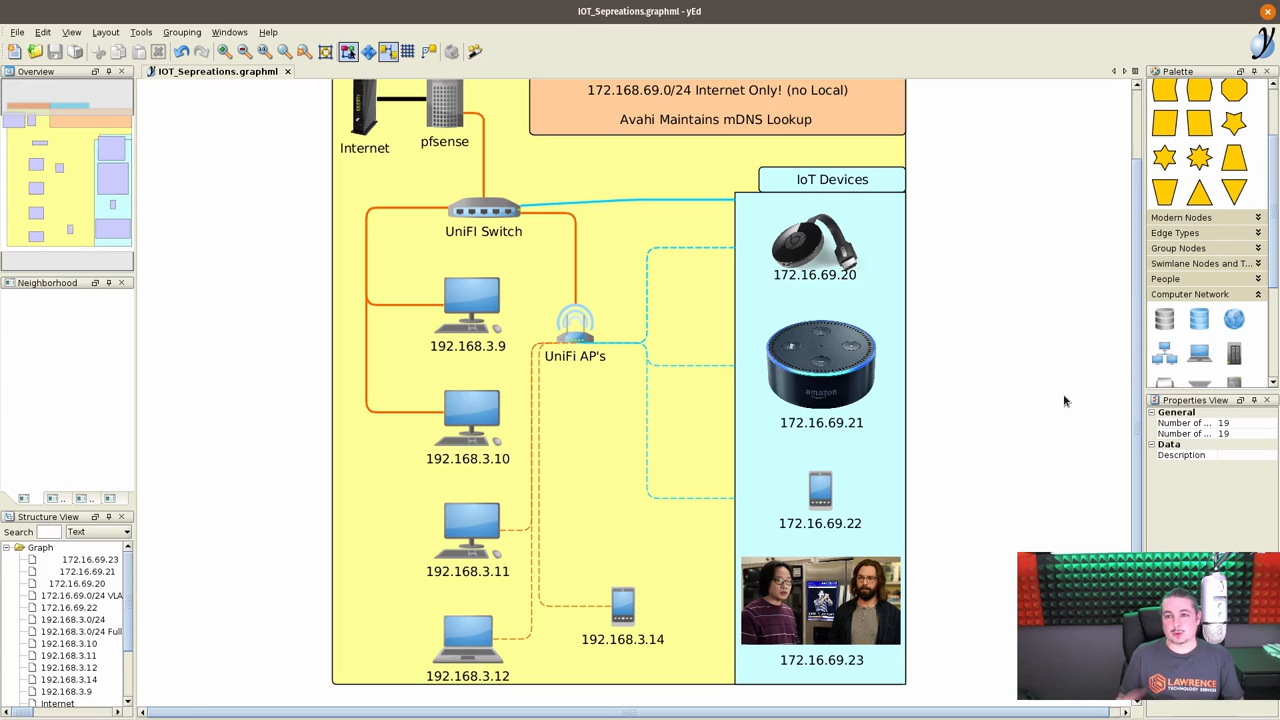 IOT_Sepreations.graphml - yEd
File Edit View Layout Tools Grouping Windows Help
Overview
IOT_Sepreations.graphml
Palette
172.168.69.0/24 Internet Only! (no Local)
Avahi Maintains mDNS Lookup
Internet
pfsense
IoT Devices
UniFI Switch
172.16.69.20
192.168.3.9
UniFi AP's
172.16.69.21
amazon
192.168.3.10
172.16.69.22
192.168.3.11
192.168.3.14
172.16.69.23
192.168.3.12
Neighborhood
Structure View
Search
Text
Graph
172.16.69.23
172.16.69.21
172.16.69.20
172.16.69.0/24 VLA
172.16.69.22
192.168.3.0/24
192.168.3.0/24 Full
192.168.3.10
192.168.3.11
192.168.3.12
192.168.3.14
192.168.3.9
Internet
Modern Nodes
Edge Types
Group Nodes
Swimlane Nodes and T...
People
Computer Network
Properties View
General
Number of ... 19
Number of ... 19
Data
Description
LAWRENCE
TECHNOLOGY SERVICES